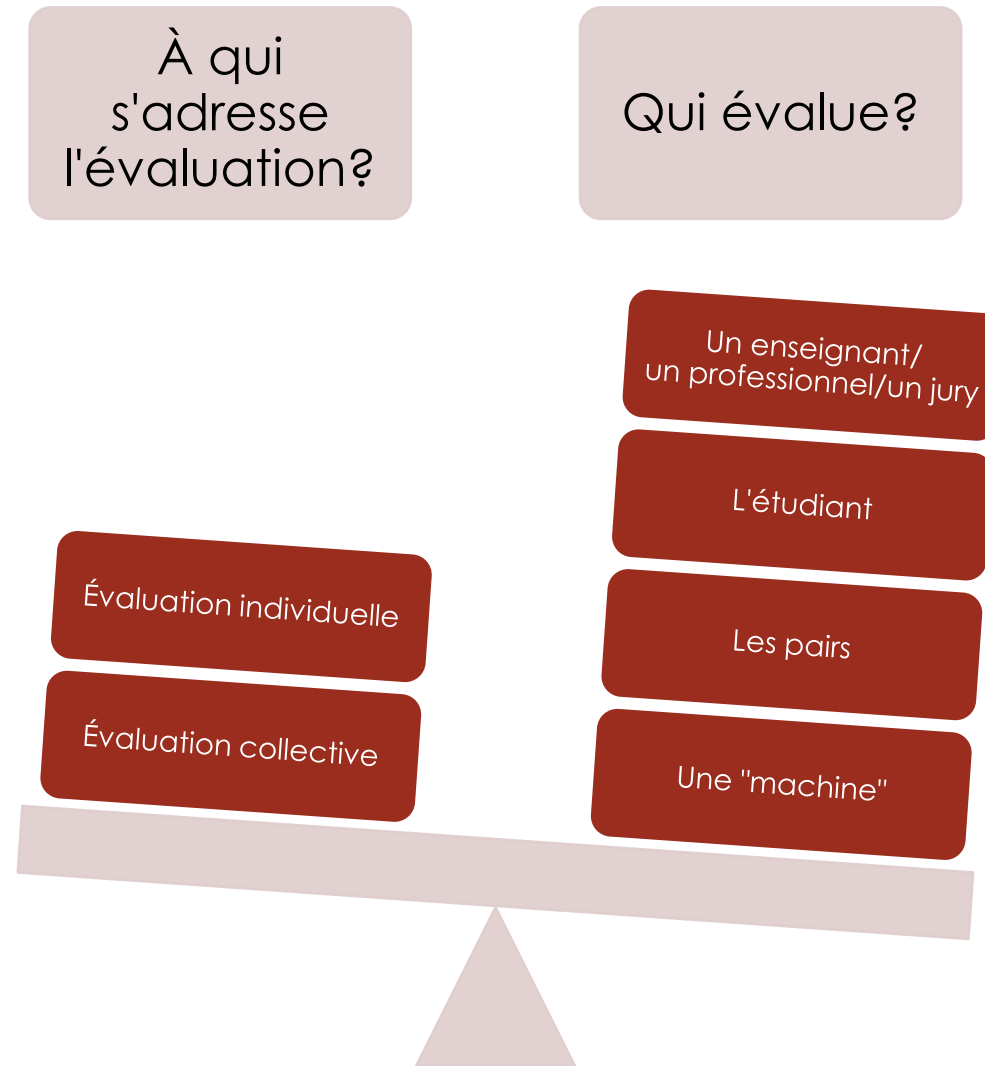 À qui
s'adresse
l'évaluation?
Qui évalue?
Évaluation individuelle
Évaluation collective
Un enseignant/
un professionnel/un jury
L'étudiant
Les pairs
Une "machine"